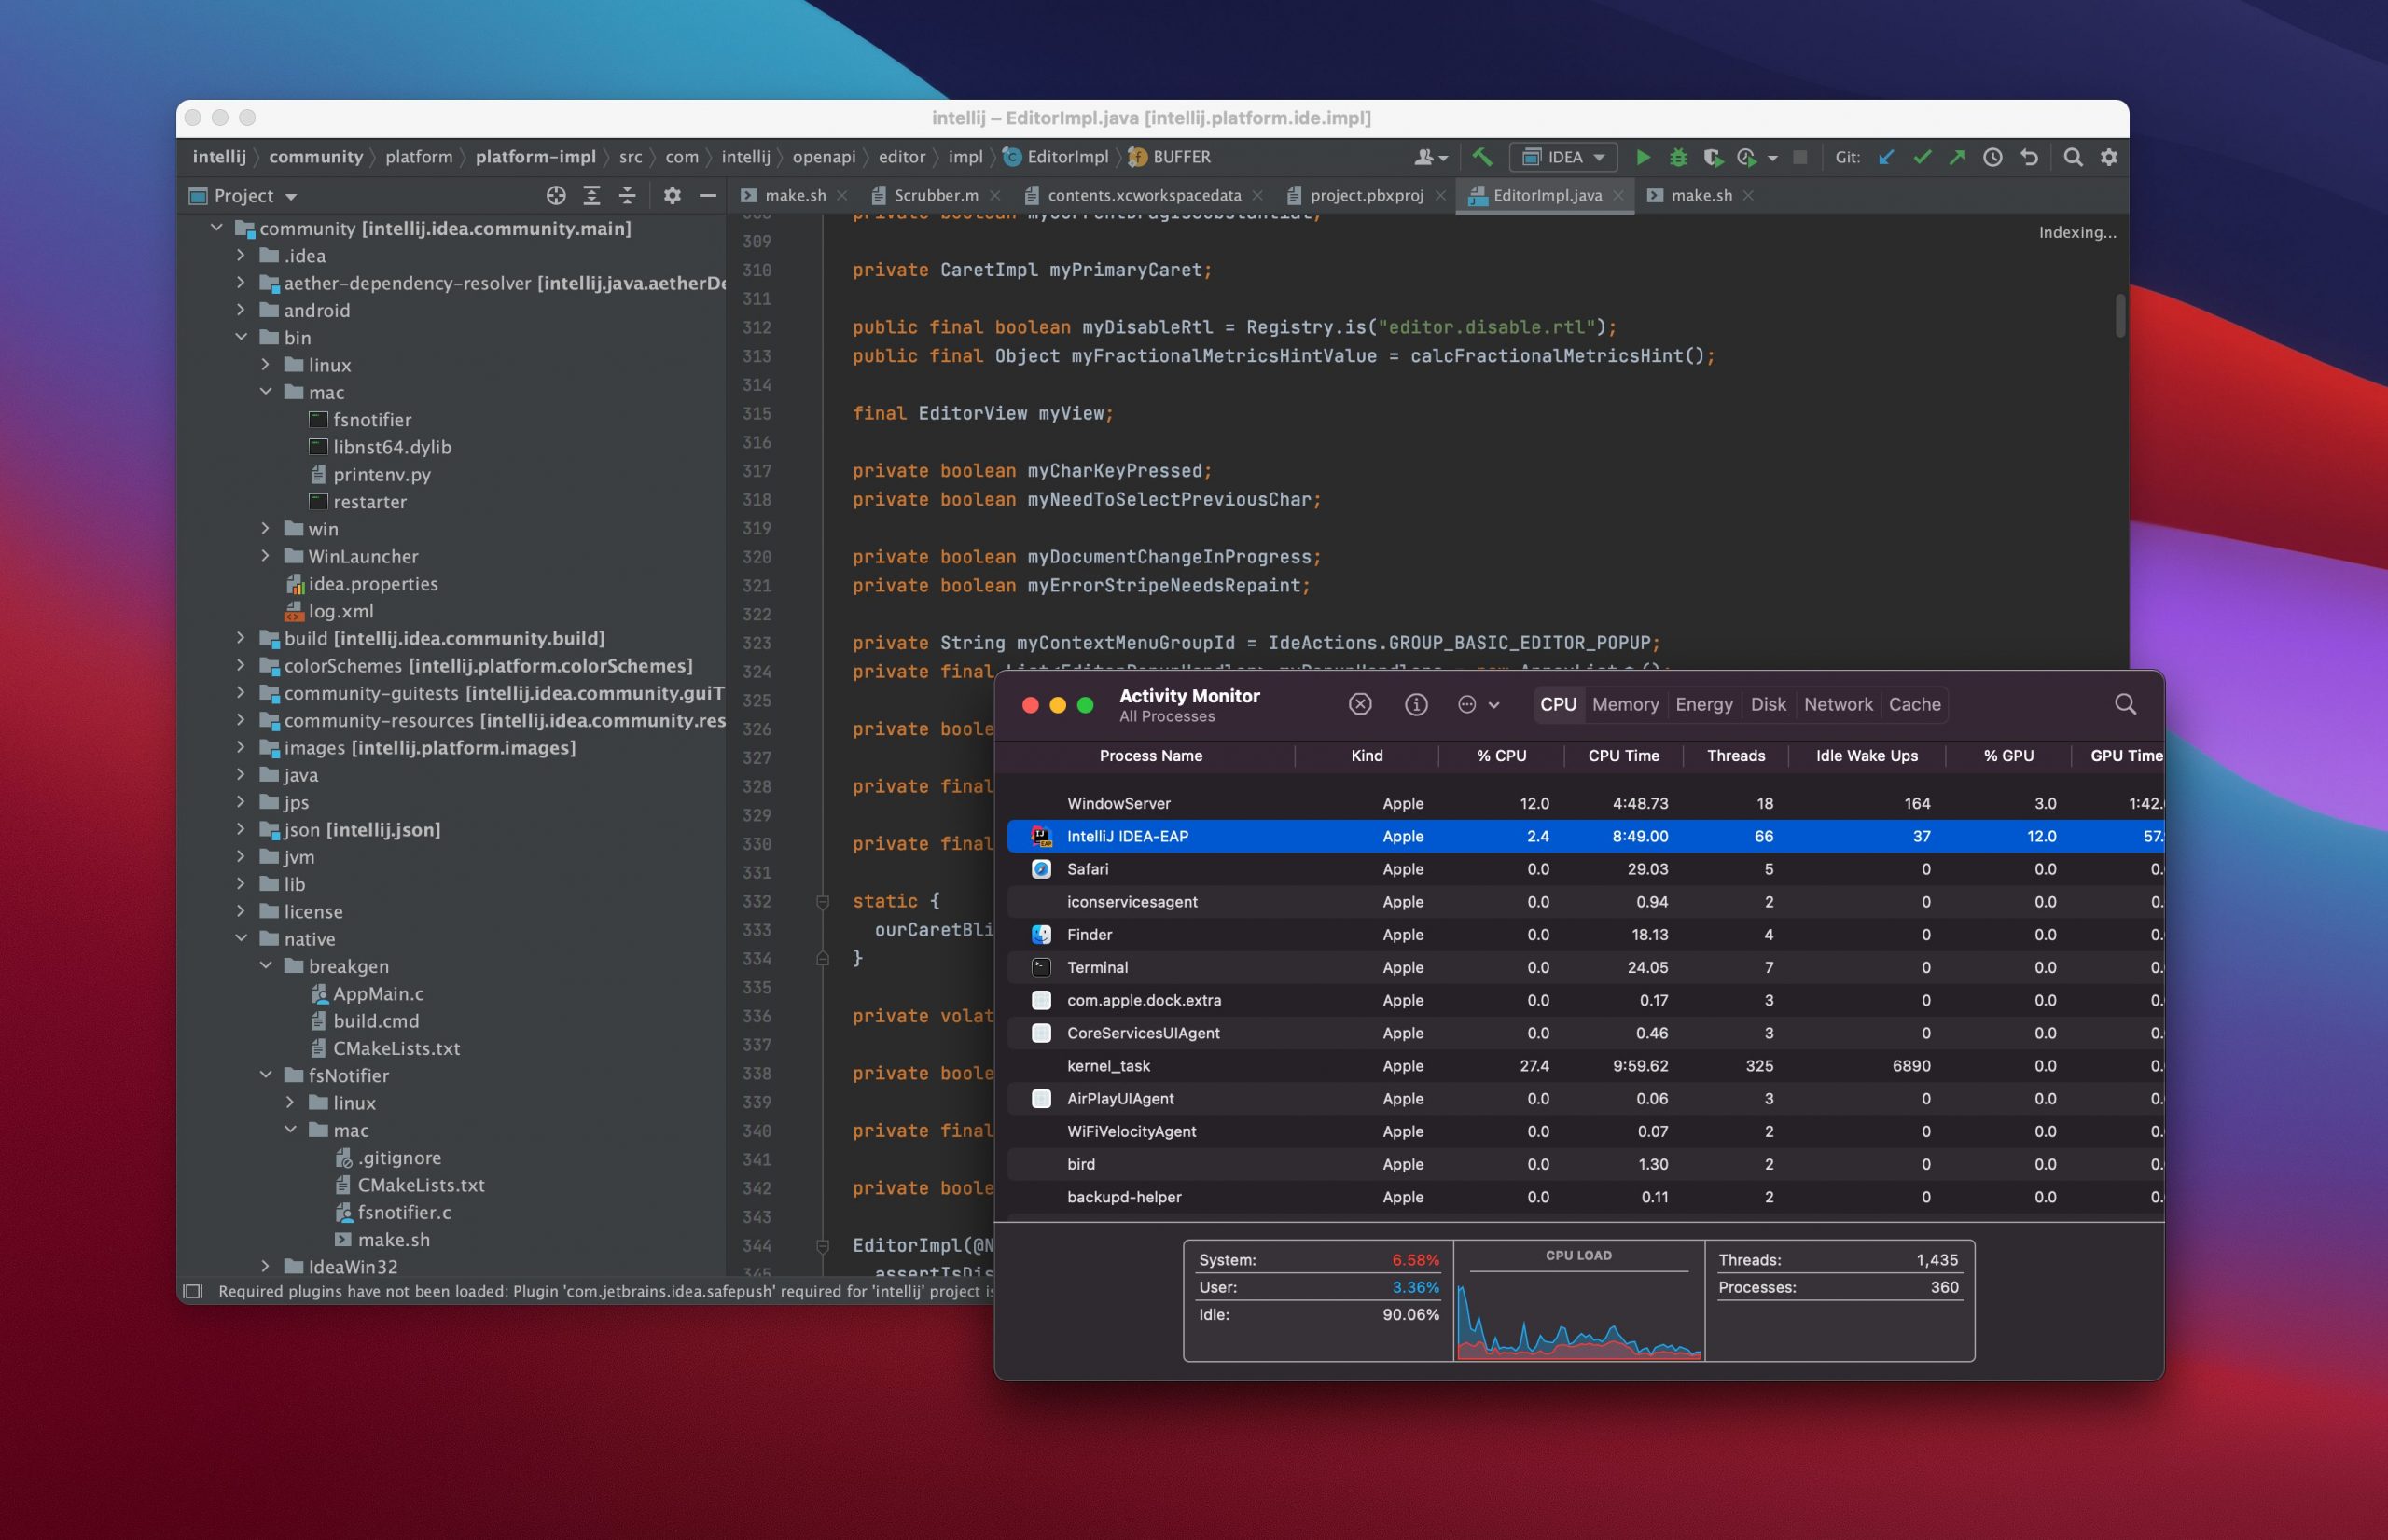 intellij – EditorImpl.java [intellij.platform.ide.impl]
intellij community platform platform-impl src com intellij openapi editor impl EditorImpl BUFFER IDEA Git:
Project
make.sh Scrubber.m contents.xcworkspacedata project.pbxproj EditorImpl.java make.sh
community [intellij.idea.community.main]
.idea
aether-dependency-resolver [intellij.java.aetherDe
android
bin
linux
mac
fsnotifier
libnst64.dylib
printenv.py
restarter
win
WinLauncher
idea.properties
log.xml
build [intellij.idea.community.build]
colorSchemes [intellij.platform.colorSchemes]
community-guitests [intellij.idea.community.guiT
community-resources [intellij.idea.community.res
images [intellij.platform.images]
java
jps
json [intellij.json]
jvm
lib
license
native
breakgen
AppMain.c
build.cmd
CMakeLists.txt
fsNotifier
linux
mac
.gitignore
CMakeLists.txt
fsnotifier.c
make.sh
IdeaWin32
Indexing...
308 private boolean myCurrentDragIsSubstantial;
309
310 private CaretImpl myPrimaryCaret;
311
312 public final boolean myDisableRtl = Registry.is("editor.disable.rtl");
313 public final Object myFractionalMetricsHintValue = calcFractionalMetricsHint();
314
315 final EditorView myView;
316
317 private boolean myCharKeyPressed;
318 private boolean myNeedToSelectPreviousChar;
319
320 private boolean myDocumentChangeInProgress;
321 private boolean myErrorStripeNeedsRepaint;
322
323 private String myContextMenuGroupId = IdeActions.GROUP_BASIC_EDITOR_POPUP;
324 private final List<EditorPopupHandler> myPopupHandlers = new ArrayList<>();
325
326 private boole
327
328 private final
329
330 private final
331
332 static {
333 ourCaretBli
334 }
335
336 private volat
337
338 private boole
339
340 private final
341
342 private boole
343
344 EditorImpl(@N
345 assertIsDis
Required plugins have not been loaded: Plugin 'com.jetbrains.idea.safepush' required for 'intellij' project is
Activity Monitor
All Processes
CPU Memory Energy Disk Network Cache
Process Name Kind % CPU CPU Time Threads Idle Wake Ups % GPU GPU Time
WindowServer Apple 12.0 4:48.73 18 164 3.0 1:42.
IntelliJ IDEA-EAP Apple 2.4 8:49.00 66 37 12.0 57.
Safari Apple 0.0 29.03 5 0 0.0 0.
iconservicesagent Apple 0.0 0.94 2 0 0.0 0.
Finder Apple 0.0 18.13 4 0 0.0 0.
Terminal Apple 0.0 24.05 7 0 0.0 0.
com.apple.dock.extra Apple 0.0 0.17 3 0 0.0 0.
CoreServicesUIAgent Apple 0.0 0.46 3 0 0.0 0.
kernel_task Apple 27.4 9:59.62 325 6890 0.0 0.
AirPlayUIAgent Apple 0.0 0.06 3 0 0.0 0.
WiFiVelocityAgent Apple 0.0 0.07 2 0 0.0 0.
bird Apple 0.0 1.30 2 0 0.0 0.
backupd-helper Apple 0.0 0.11 2 0 0.0 0.
System: 6.58%
User: 3.36%
Idle: 90.06%
CPU LOAD
Threads: 1,435
Processes: 360